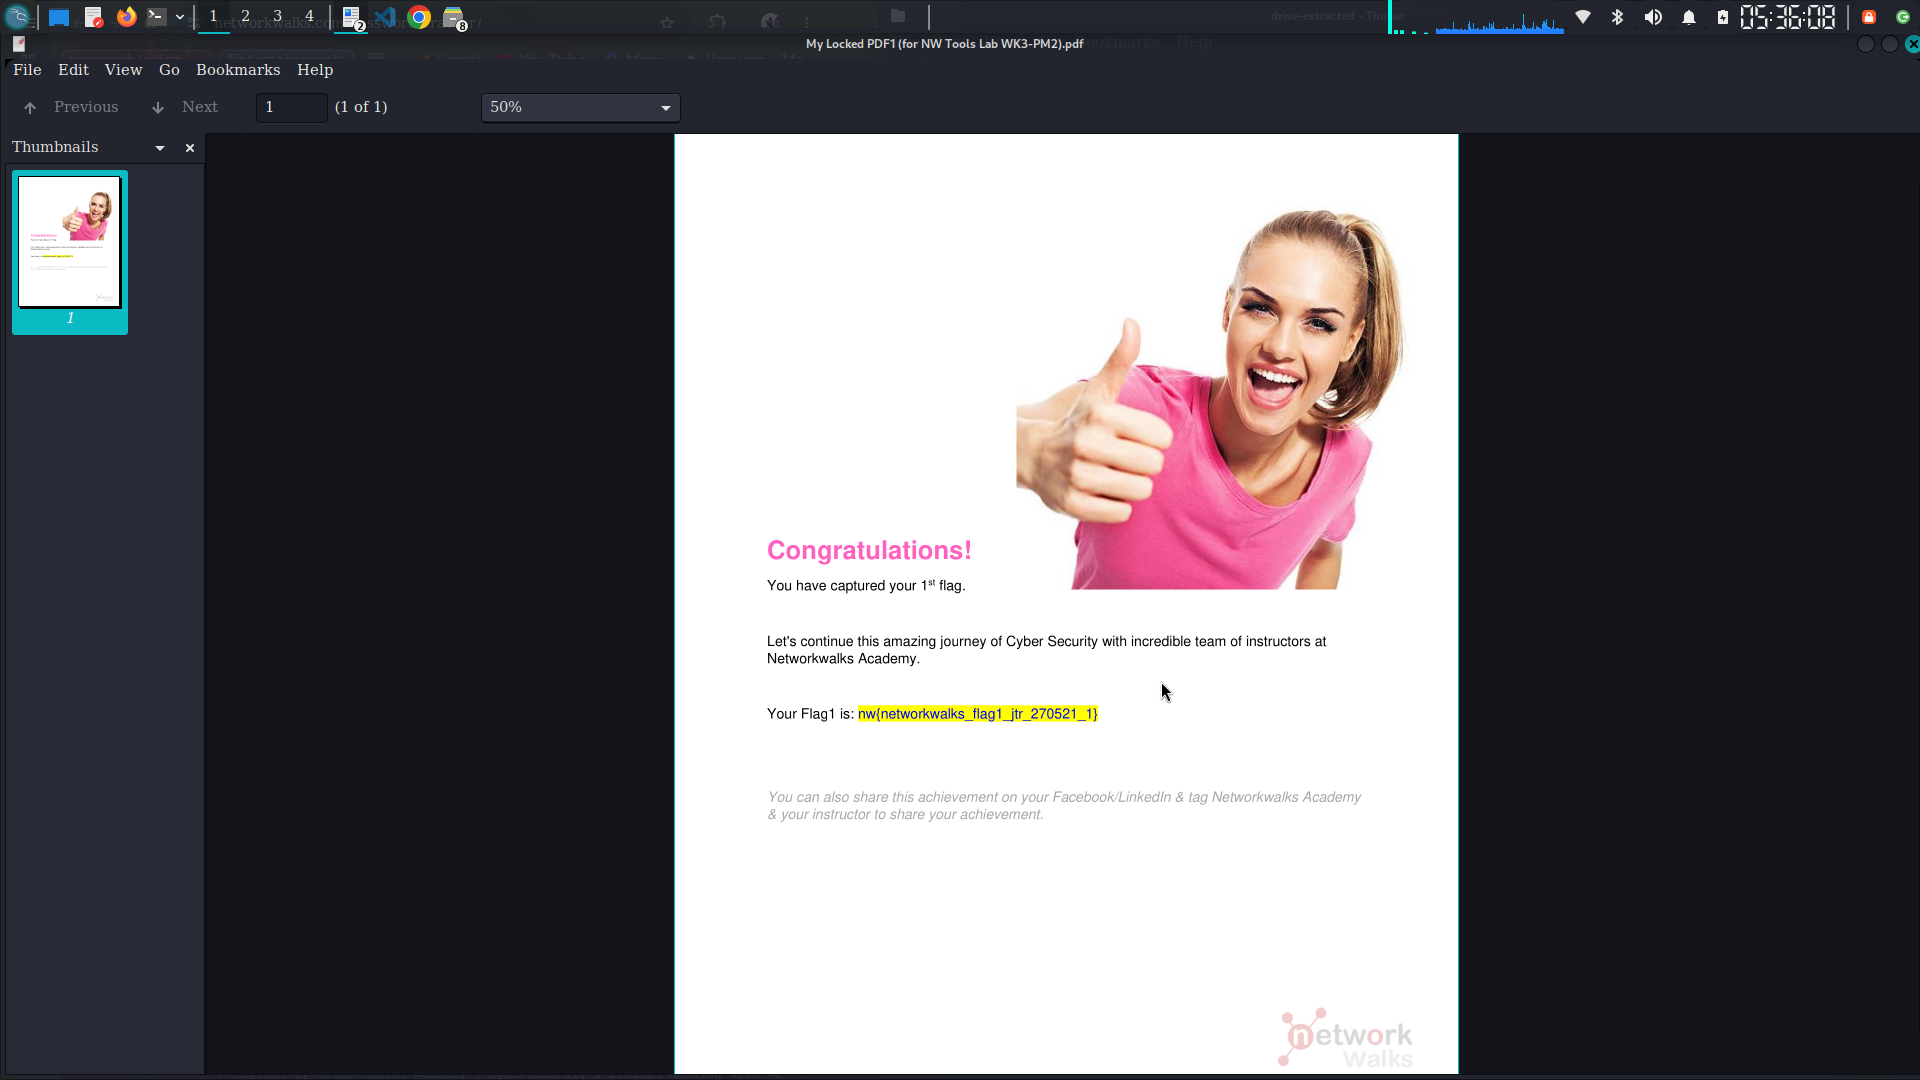 1 2 3 4 2 8 05:36:08
My Locked PDF1 (for NW Tools Lab WK3-PM2).pdf
File Edit View Go Bookmarks Help
Previous Next 1 (1 of 1) 50%
Thumbnails
1
Congratulations!
You have captured your 1st flag.
Let's continue this amazing journey of Cyber Security with incredible team of instructors at
Networkwalks Academy.
Your Flag1 is: nw{networkwalks_flag1_jtr_270521_1}
You can also share this achievement on your Facebook/LinkedIn & tag Networkwalks Academy
& your instructor to share your achievement.
network
Walks